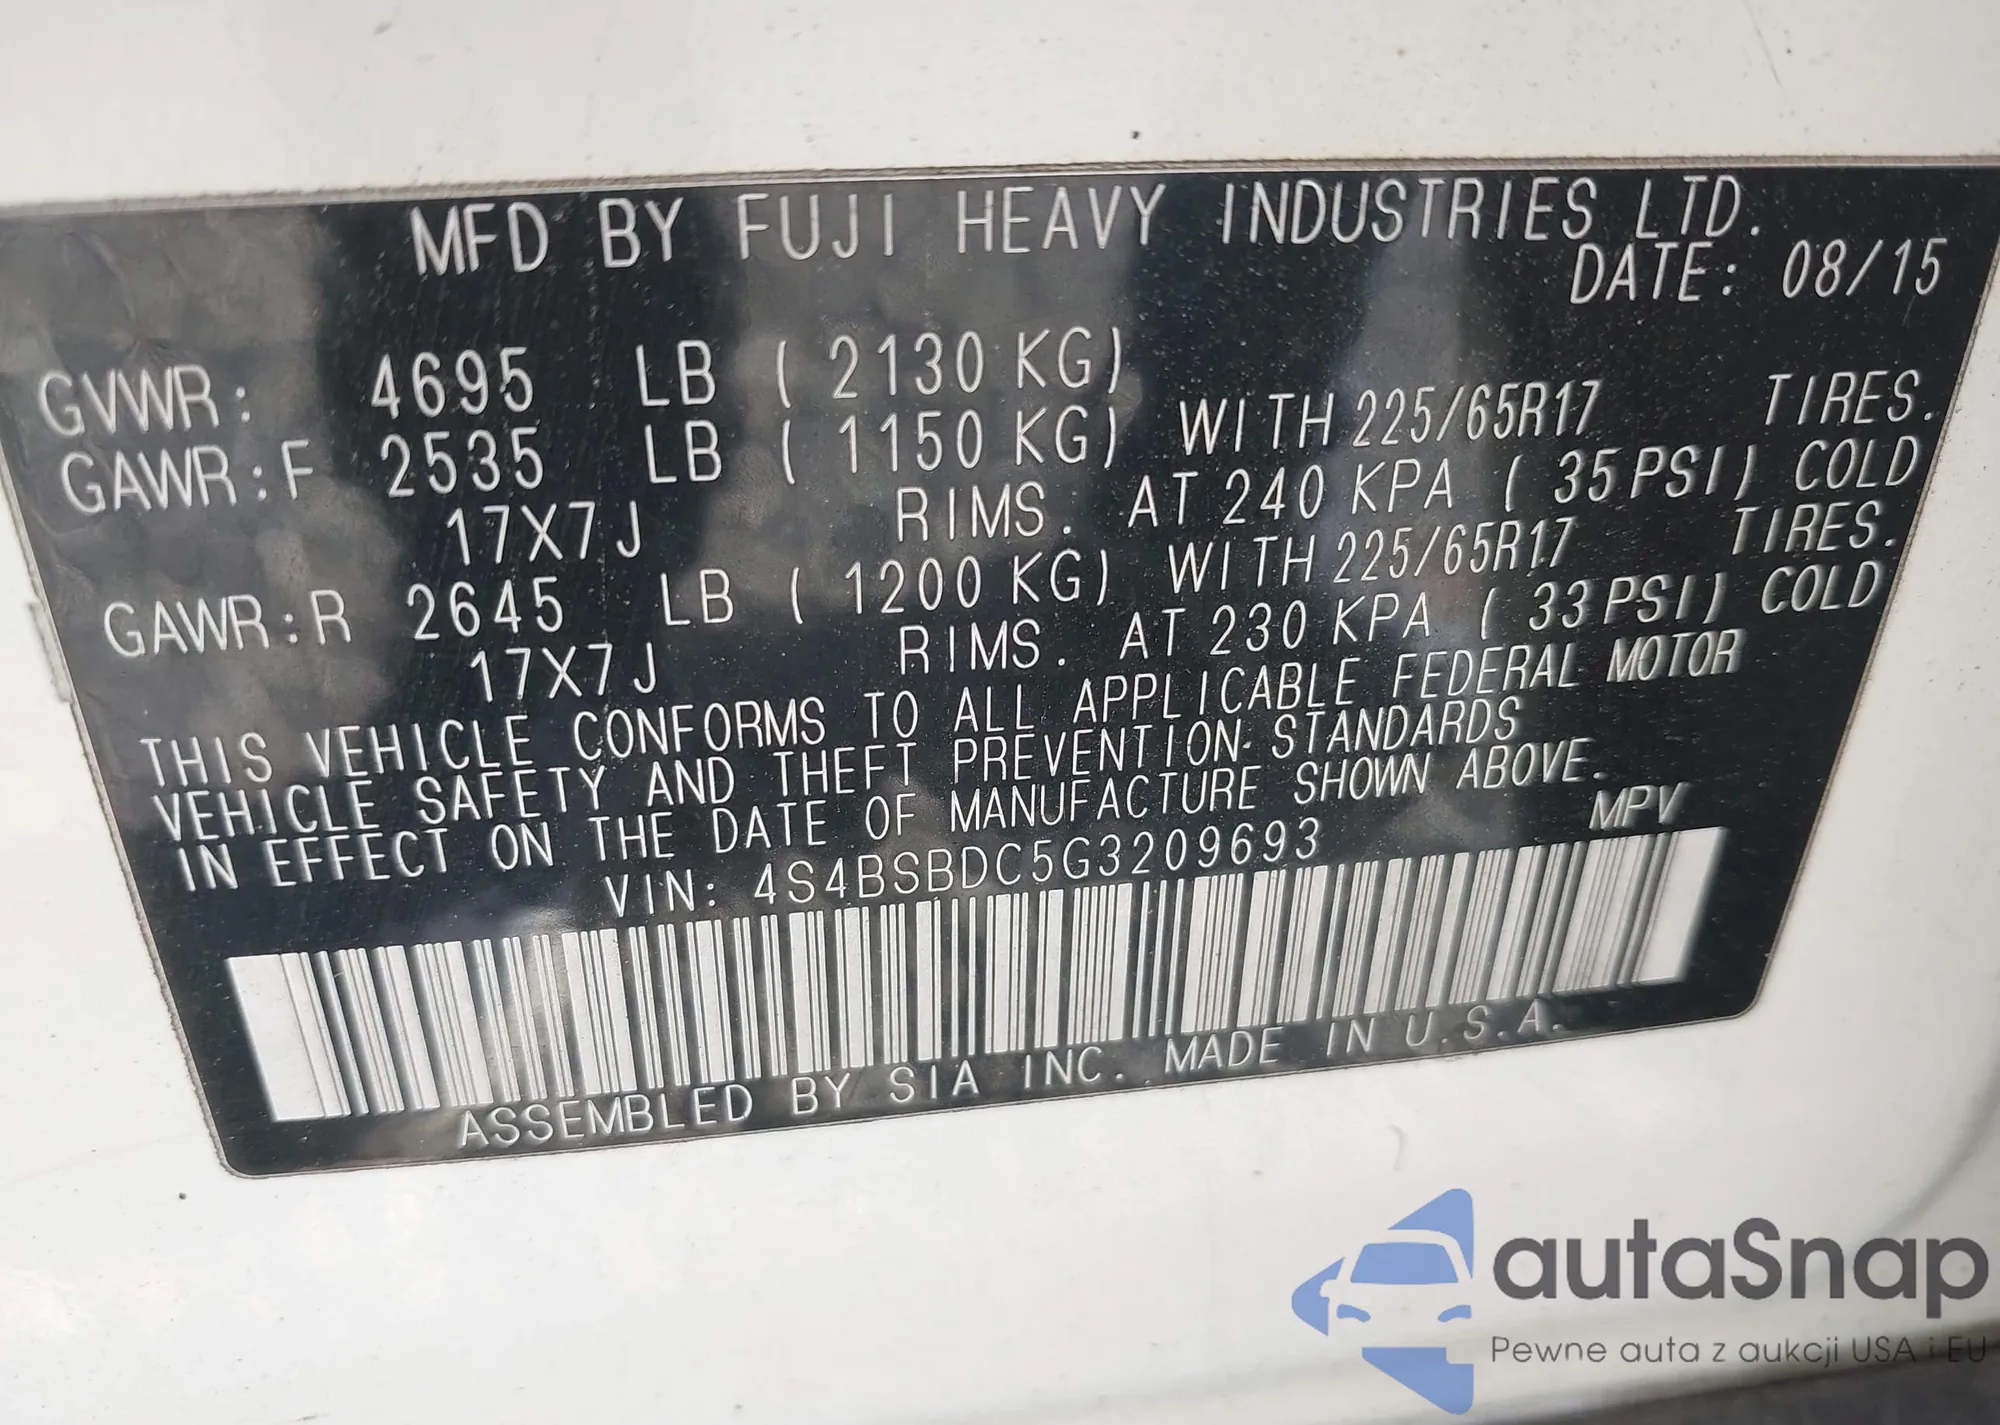 MFD BY FUJI HEAVY INDUSTRIES LTD.
DATE: 08/15
GVWR: 4695 LB ( 2130 KG)
GAWR:F 2535 LB ( 1150 KG) WITH 225/65R17 TIRES.
17X7J RIMS. AT 240 KPA ( 35PSI) COLD
GAWR:R 2645 LB ( 1200 KG) WITH 225/65R17 TIRES.
17X7J RIMS. AT 230 KPA ( 33PSI) COLD
THIS VEHICLE CONFORMS TO ALL APPLICABLE FEDERAL MOTOR
VEHICLE SAFETY AND THEFT PREVENTION STANDARDS
IN EFFECT ON THE DATE OF MANUFACTURE SHOWN ABOVE.
VIN: 4S4BSBDC5G3209693 MPV
ASSEMBLED BY SIA INC. MADE IN U.S.A.
autaSnap
Pewne auta z aukcji USA i EU